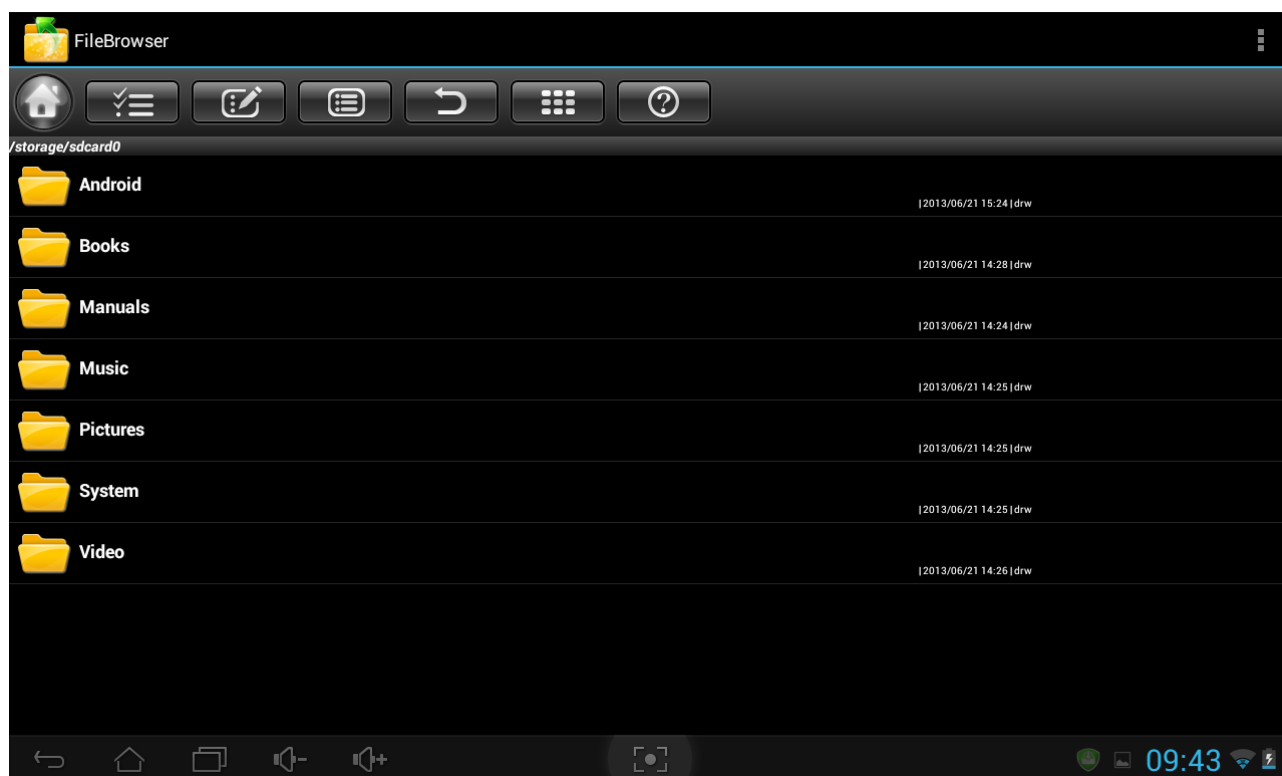 FileBrowser
/storage/sdcard0
Android
|2013/06/21 15:24|drw
Books
|2013/06/21 14:28|drw
Manuals
|2013/06/21 14:24|drw
Music
|2013/06/21 14:25|drw
Pictures
|2013/06/21 14:25|drw
System
|2013/06/21 14:25|drw
Video
|2013/06/21 14:26|drw
09:43